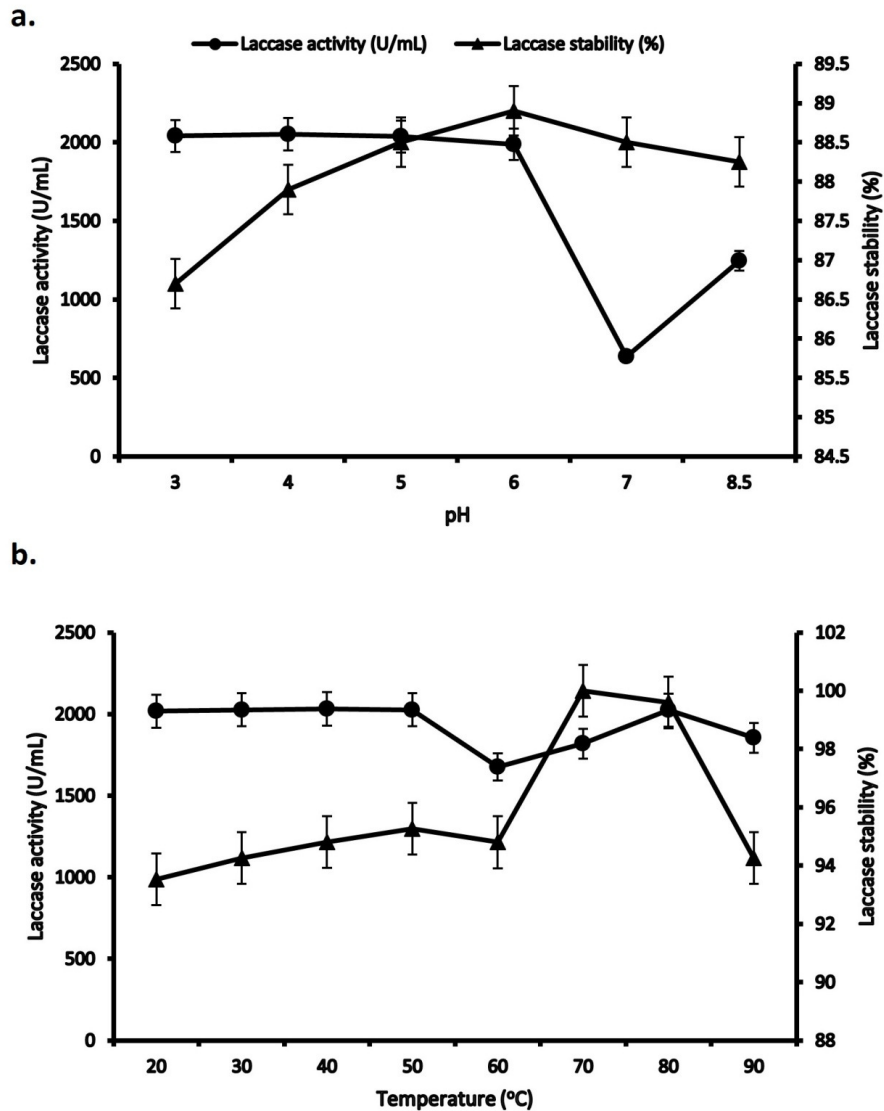 a.
Laccase activity (U/mL) Laccase stability (%)
2500
2000
1500
1000
500
0
Laccase activity (U/mL)
89.5
89
88.5
88
87.5
87
86.5
86
85.5
85
84.5
Laccase stability (%)
3 4 5 6 7 8.5
pH
b.
2500
2000
1500
1000
500
0
Laccase activity (U/mL)
102
100
98
96
94
92
90
88
Laccase stability (%)
20 30 40 50 60 70 80 90
Temperature (ºC)